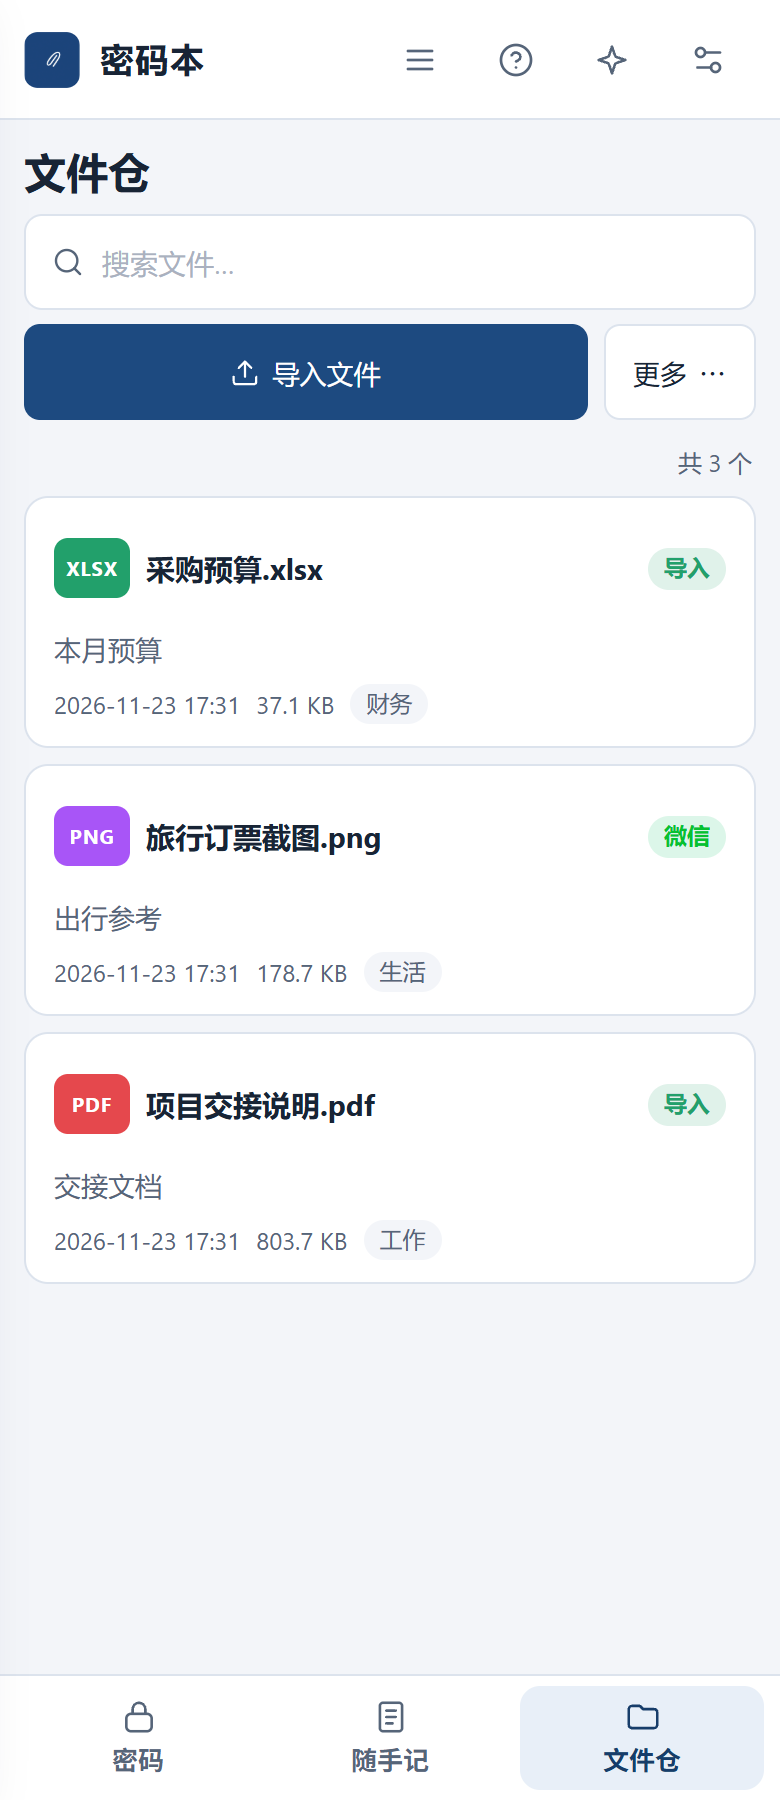 密码本
文件仓
搜索文件...
导入文件
更多 ···
共 3 个
XLSX 采购预算.xlsx 导入
本月预算
2026-11-23 17:31 37.1 KB 财务
PNG 旅行订票截图.png 微信
出行参考
2026-11-23 17:31 178.7 KB 生活
PDF 项目交接说明.pdf 导入
交接文档
2026-11-23 17:31 803.7 KB 工作
密码 随手记 文件仓